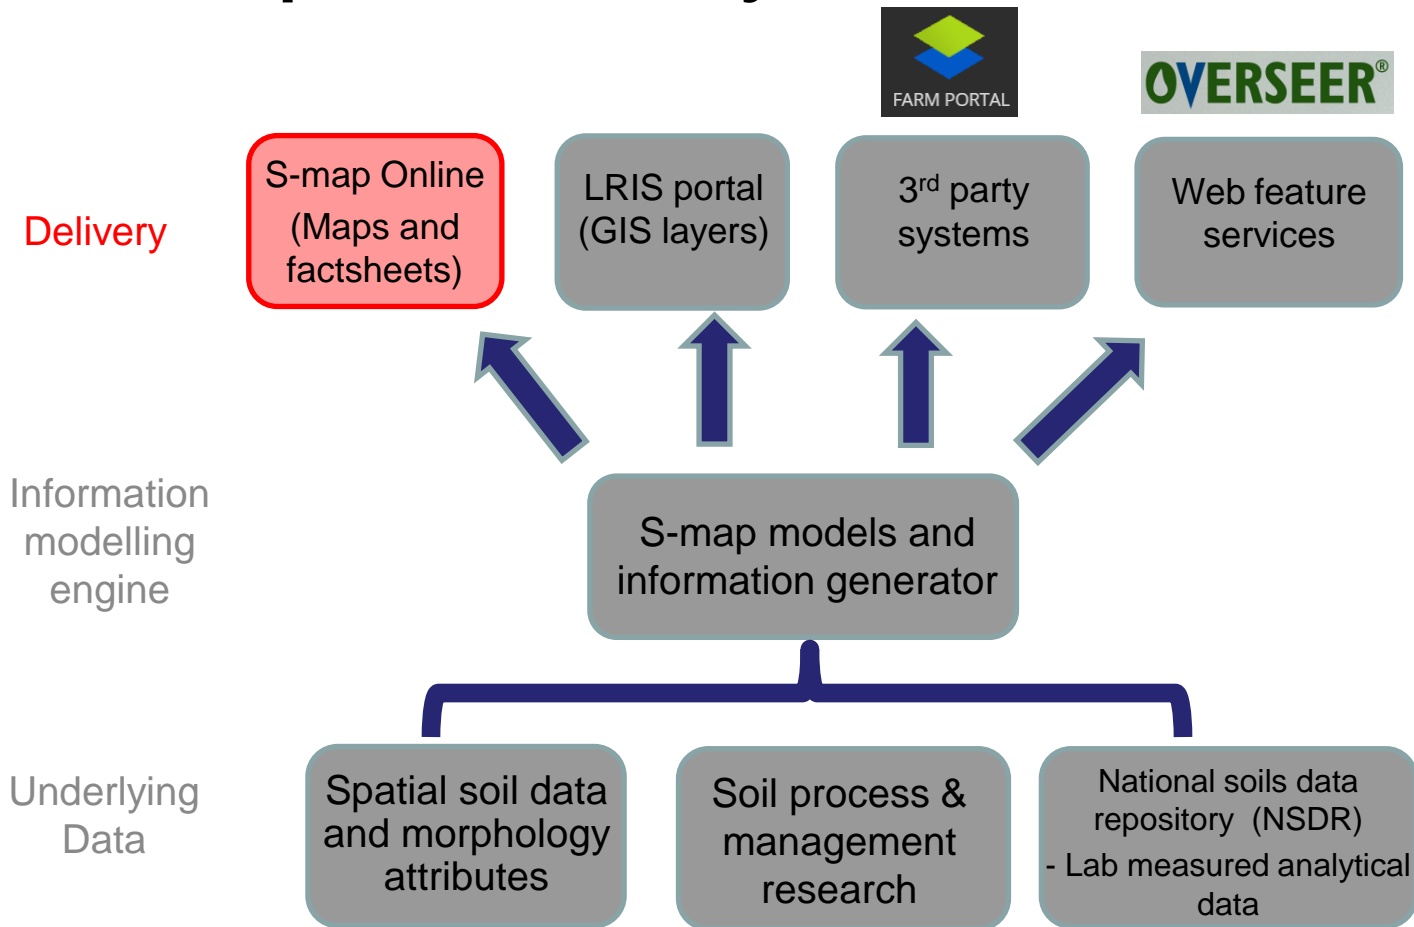 FARM PORTAL
OVERSEER®
Delivery
S-map Online
(Maps and
factsheets)
LRIS portal
(GIS layers)
3rd party
systems
Web feature
services
Information
modelling
engine
S-map models and
information generator
Underlying
Data
Spatial soil data
and morphology
attributes
Soil process &
management
research
National soils data
repository (NSDR)
- Lab measured analytical
data